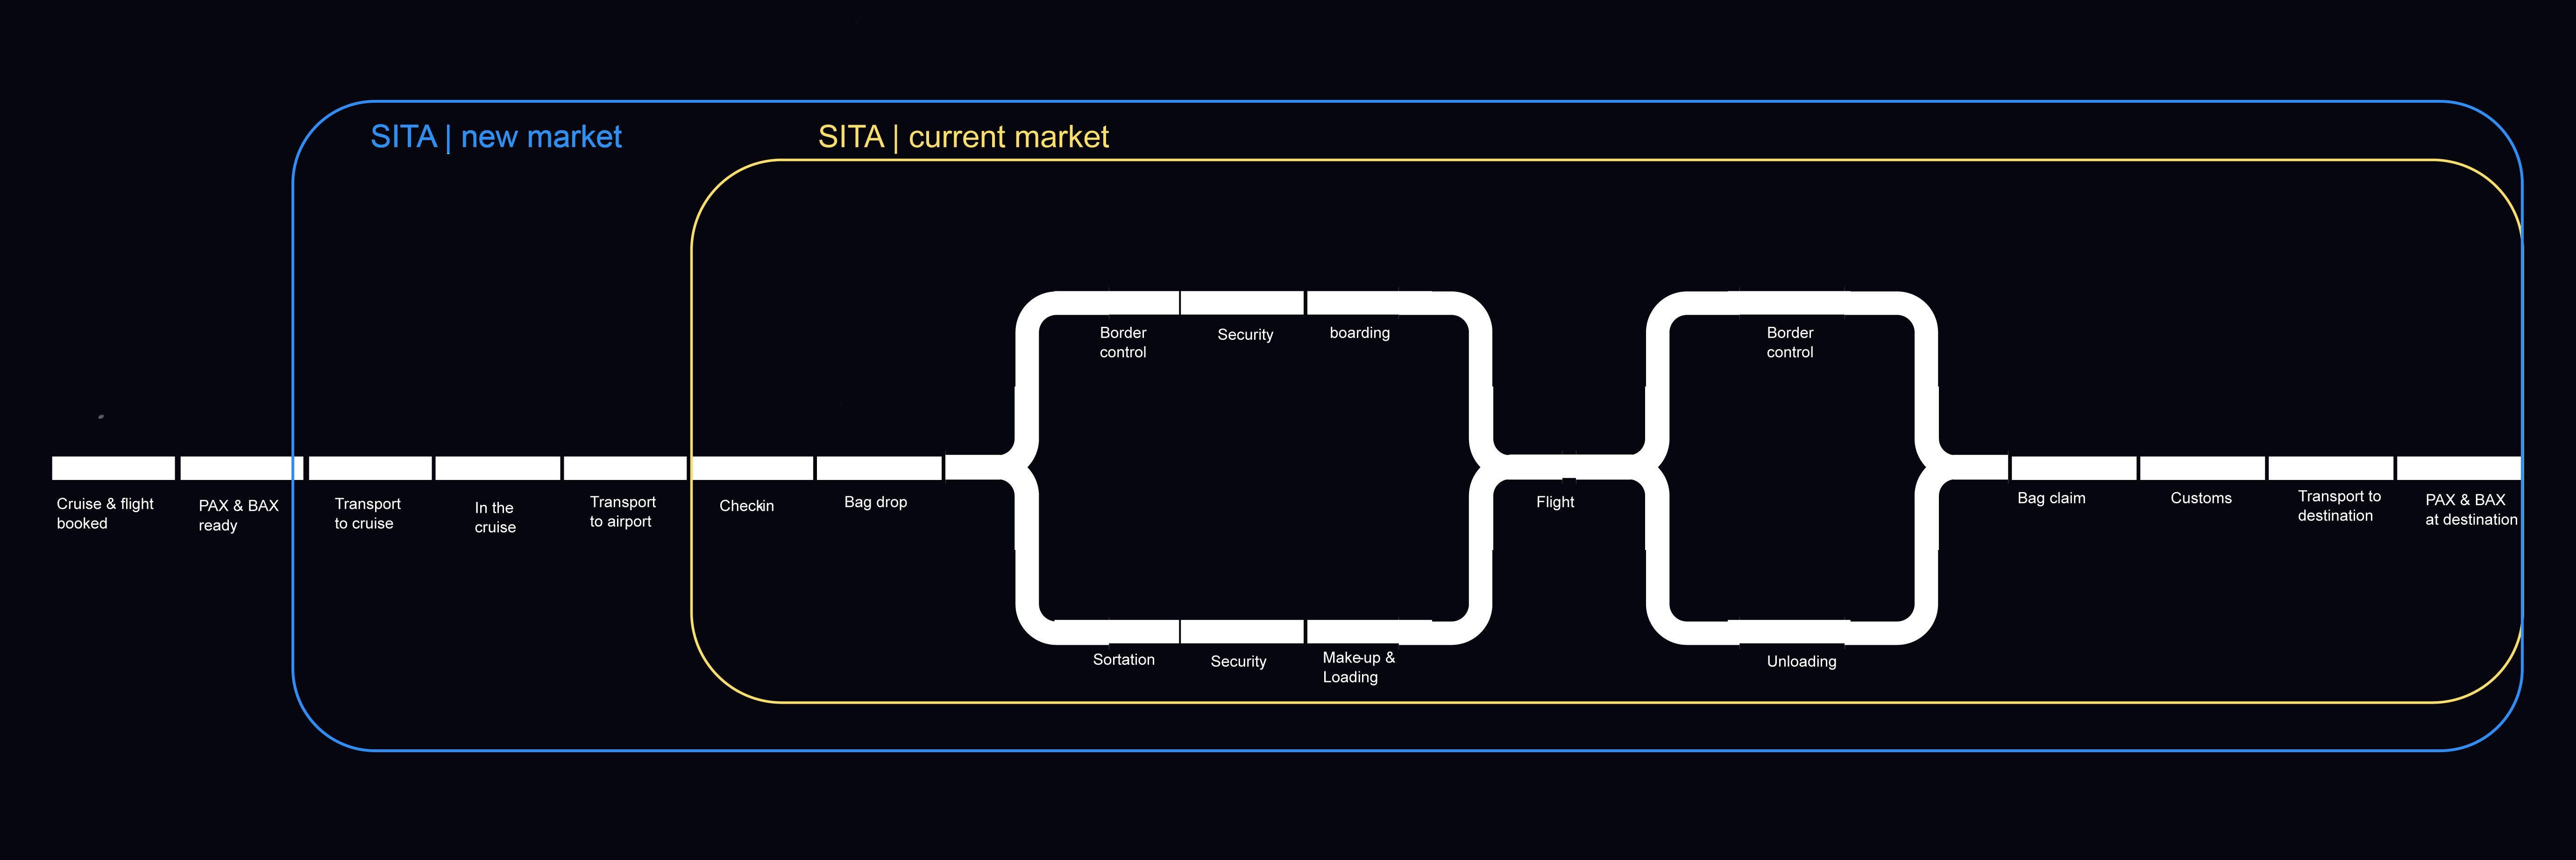 SITA | new market
SITA | current market
Border
control
Security
boarding
Border
control
Cruise & flight
booked
PAX & BAX
ready
Transport
to cruise
In the
cruise
Transport
to airport
Checkin
Bag drop
Flight
Bag claim
Customs
Transport to
destination
PAX & BAX
at destination
Sortation
Security
Make-up &
Loading
Unloading